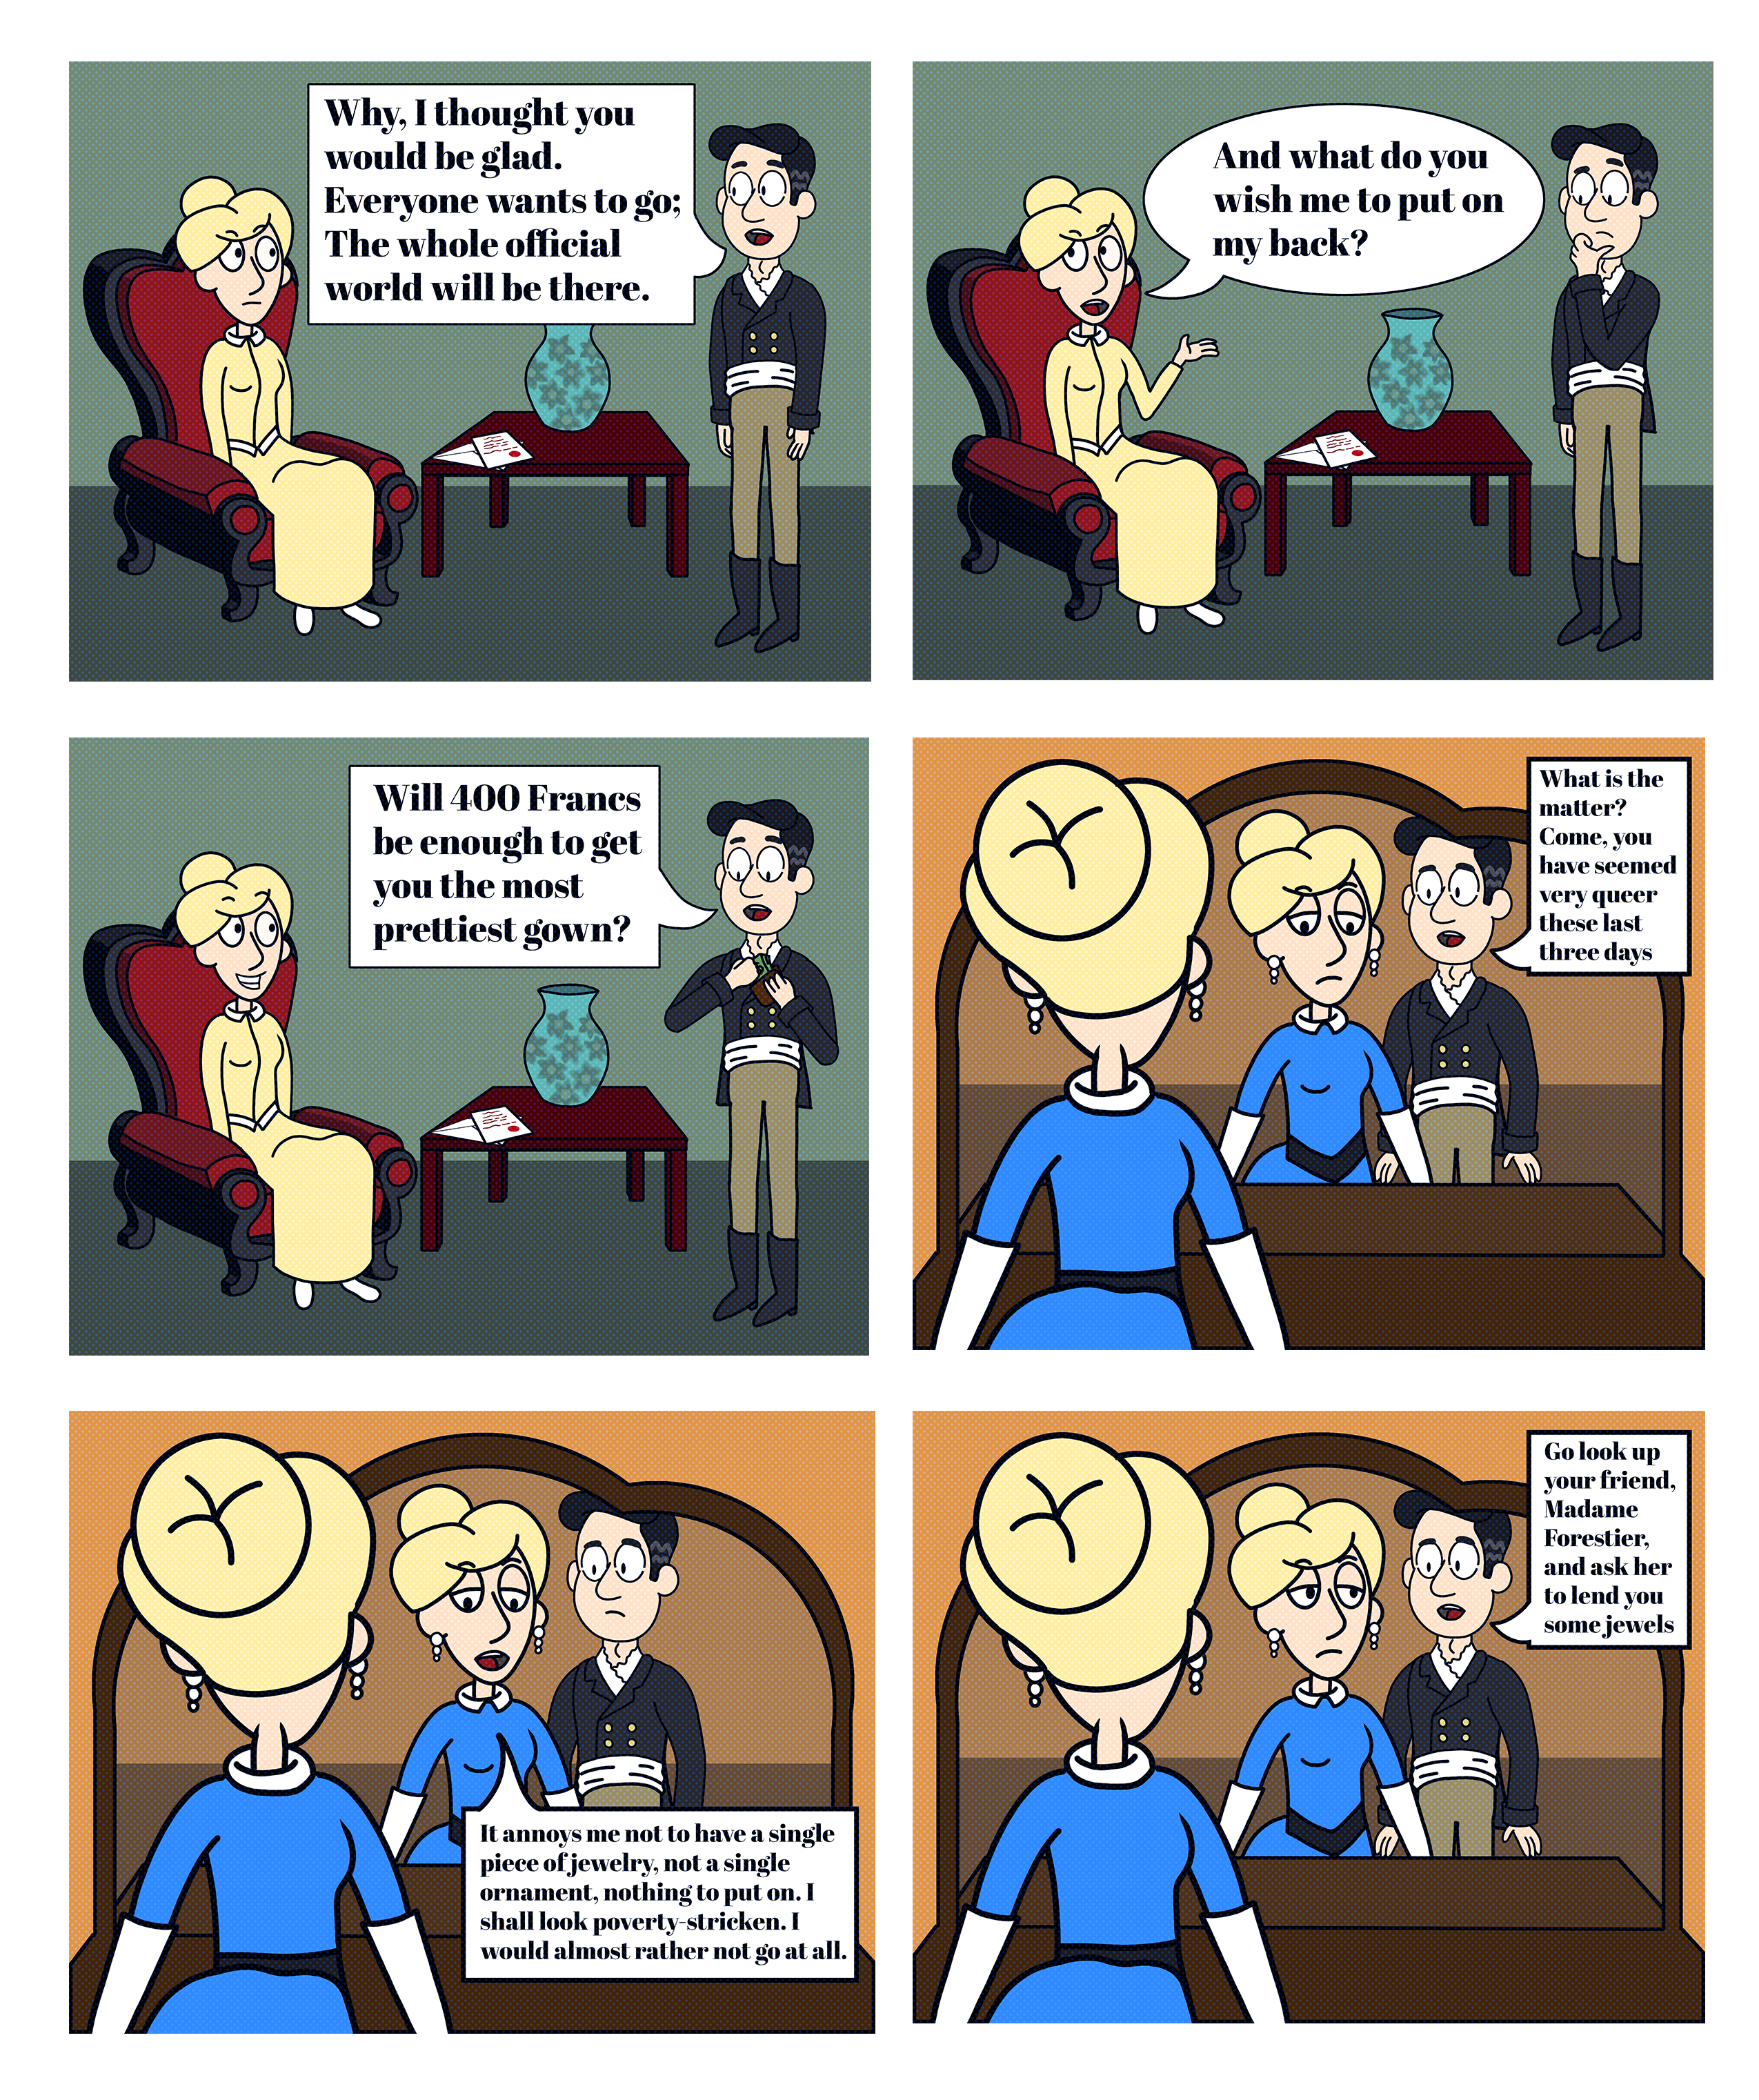 Why, I thought you
would be glad.
Everyone wants to go;
The whole official
world will be there.
And what do you
wish me to put on
my back?
Will 400 Francs
be enough to get
you the most
prettiest gown?
What is the
matter?
Come, you
have seemed
very queer
these last
three days
It annoys me not to have a single
piece of jewelry, not a single
ornament, nothing to put on. I
shall look poverty-stricken. I
would almost rather not go at all.
Go look up
your friend,
Madame
Forestier,
and ask her
to lend you
some jewels